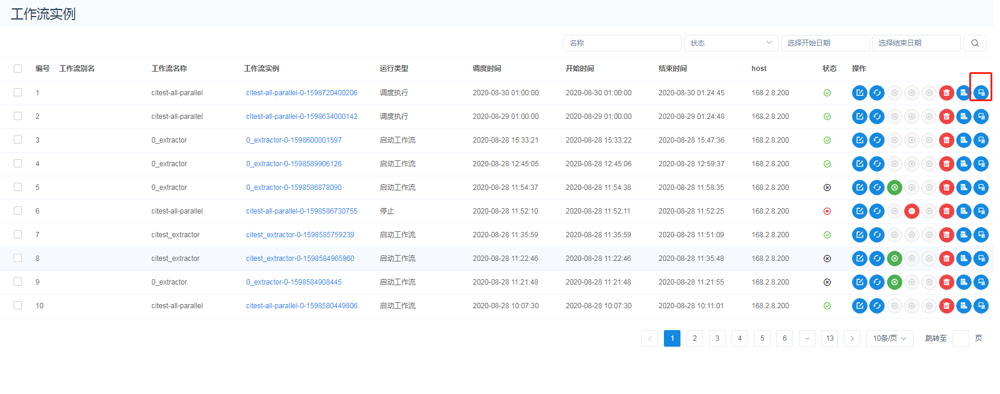 工作流实例
名称 状态 选择开始日期 选择结束日期
编号 工作流别名 工作流名称 工作流实例 运行类型 调度时间 开始时间 结束时间 host 状态 操作
1 citest-all-parallel citest-all-parallel-0-1598720400206 调度执行 2020-08-30 01:00:00 2020-08-30 01:00:00 2020-08-30 01:24:45 168.2.8.200
2 citest-all-parallel citest-all-parallel-0-1598634000142 调度执行 2020-08-29 01:00:00 2020-08-29 01:00:00 2020-08-29 01:24:48 168.2.8.200
3 0_extractor 0_extractor-0-1598600001597 启动工作流 2020-08-28 15:33:21 2020-08-28 15:33:22 2020-08-28 15:47:36 168.2.8.200
4 0_extractor 0_extractor-0-1598589906126 启动工作流 2020-08-28 12:45:05 2020-08-28 12:45:06 2020-08-28 12:59:37 168.2.8.200
5 0_extractor 0_extractor-0-1598586878090 启动工作流 2020-08-28 11:54:37 2020-08-28 11:54:38 2020-08-28 11:58:35 168.2.8.200
6 citest-all-parallel citest-all-parallel-0-1598586730755 停止 2020-08-28 11:52:10 2020-08-28 11:52:11 2020-08-28 11:52:25 168.2.8.200
7 citest_extractor citest_extractor-0-1598585759239 启动工作流 2020-08-28 11:35:59 2020-08-28 11:35:59 2020-08-28 11:51:09 168.2.8.200
8 citest_extractor citest_extractor-0-1598584965960 启动工作流 2020-08-28 11:22:46 2020-08-28 11:22:46 2020-08-28 11:35:48 168.2.8.200
9 0_extractor 0_extractor-0-1598584908445 启动工作流 2020-08-28 11:21:48 2020-08-28 11:21:48 2020-08-28 11:21:55 168.2.8.200
10 citest-all-parallel citest-all-parallel-0-1598580449806 启动工作流 2020-08-28 10:07:30 2020-08-28 10:07:30 2020-08-28 10:11:01 168.2.8.200
1 2 3 4 5 6 ... 13 10条/页 跳转至 页